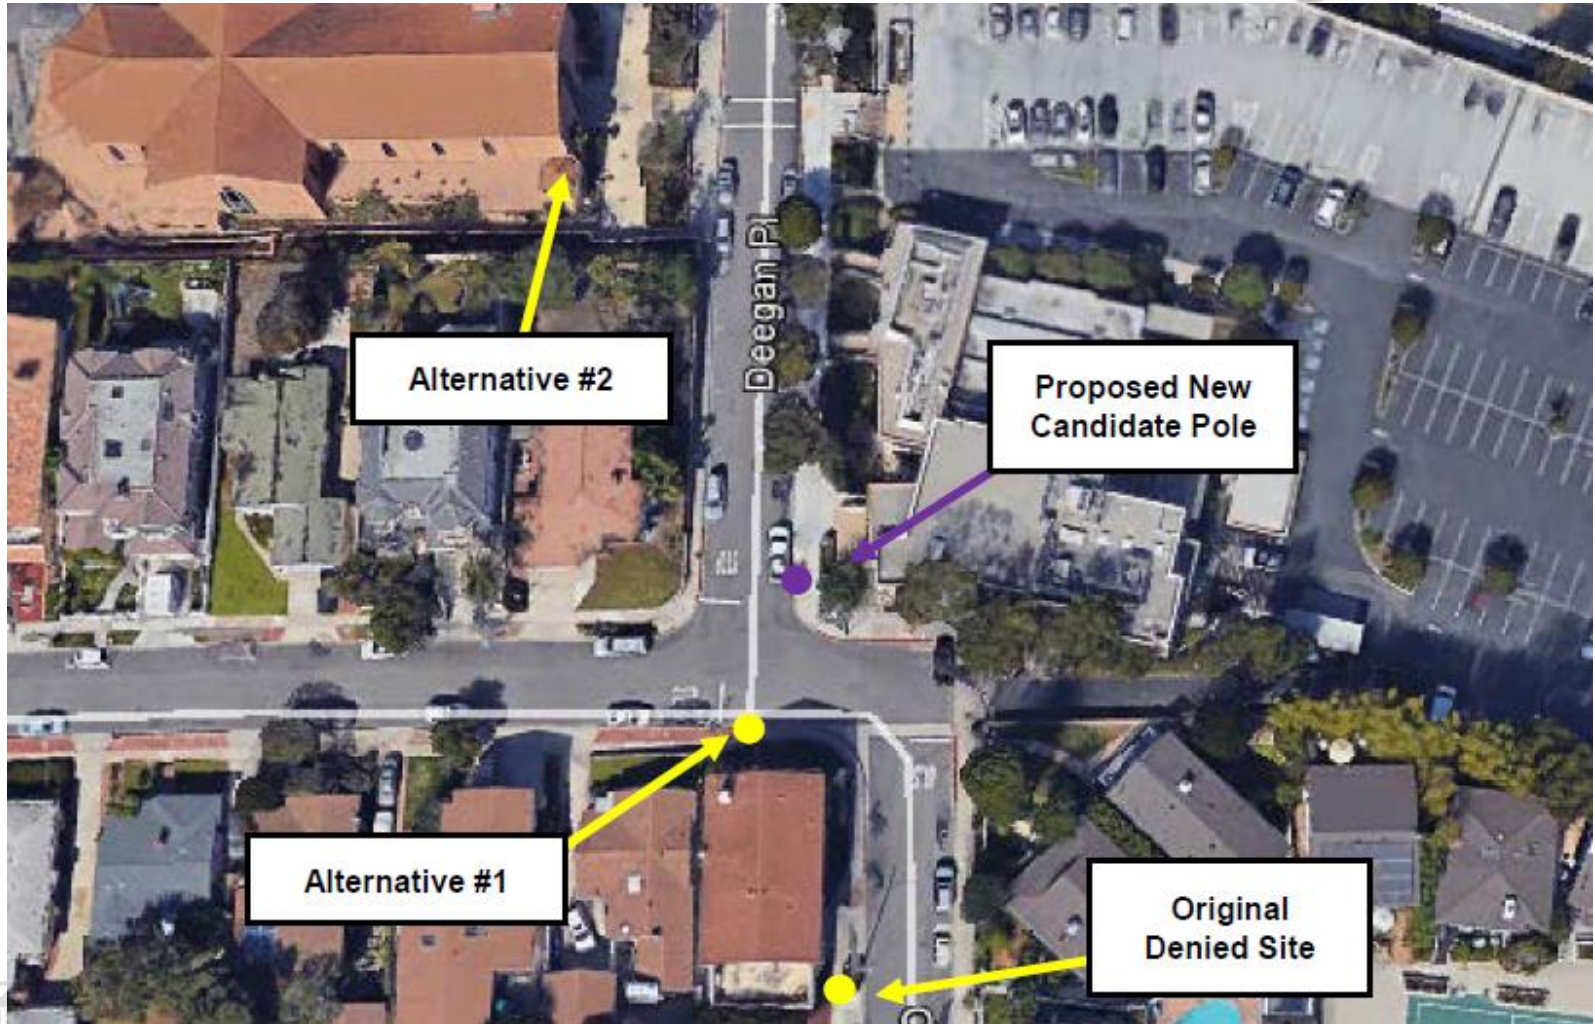 Alternative #2
Deegan Pl
Proposed New
Candidate Pole
Alternative #1
Original
Denied Site